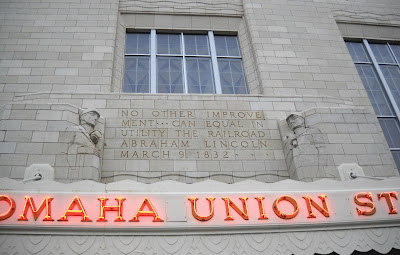 NO OTHER IMPROVE
MENT··· CAN EQUAL IN
UTILITY THE RAILROAD
ABRAHAM LINCOLN
MARCH 9 1832
OMAHA UNION ST